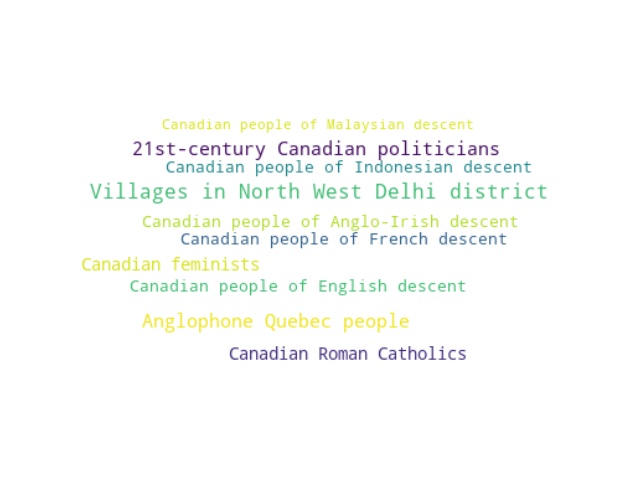 Canadian people of Malaysian descent
21st-century Canadian politicians
Canadian people of Indonesian descent
Villages in North West Delhi district
Canadian people of Anglo-Irish descent
Canadian people of French descent
Canadian feminists
Canadian people of English descent
Anglophone Quebec people
Canadian Roman Catholics